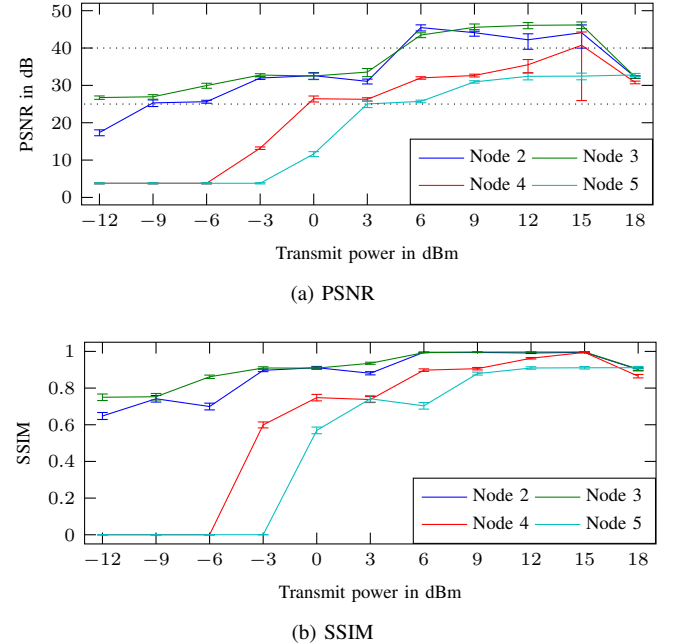 50
40
30
20
10
0
PSNR in dB
Node 2 Node 3
Node 4 Node 5
−12 −9 −6 −3 0 3 6 9 12 15 18
Transmit power in dBm
(a) PSNR
1
0.8
0.6
0.4
0.2
0
SSIM
Node 2 Node 3
Node 4 Node 5
−12 −9 −6 −3 0 3 6 9 12 15 18
Transmit power in dBm
(b) SSIM